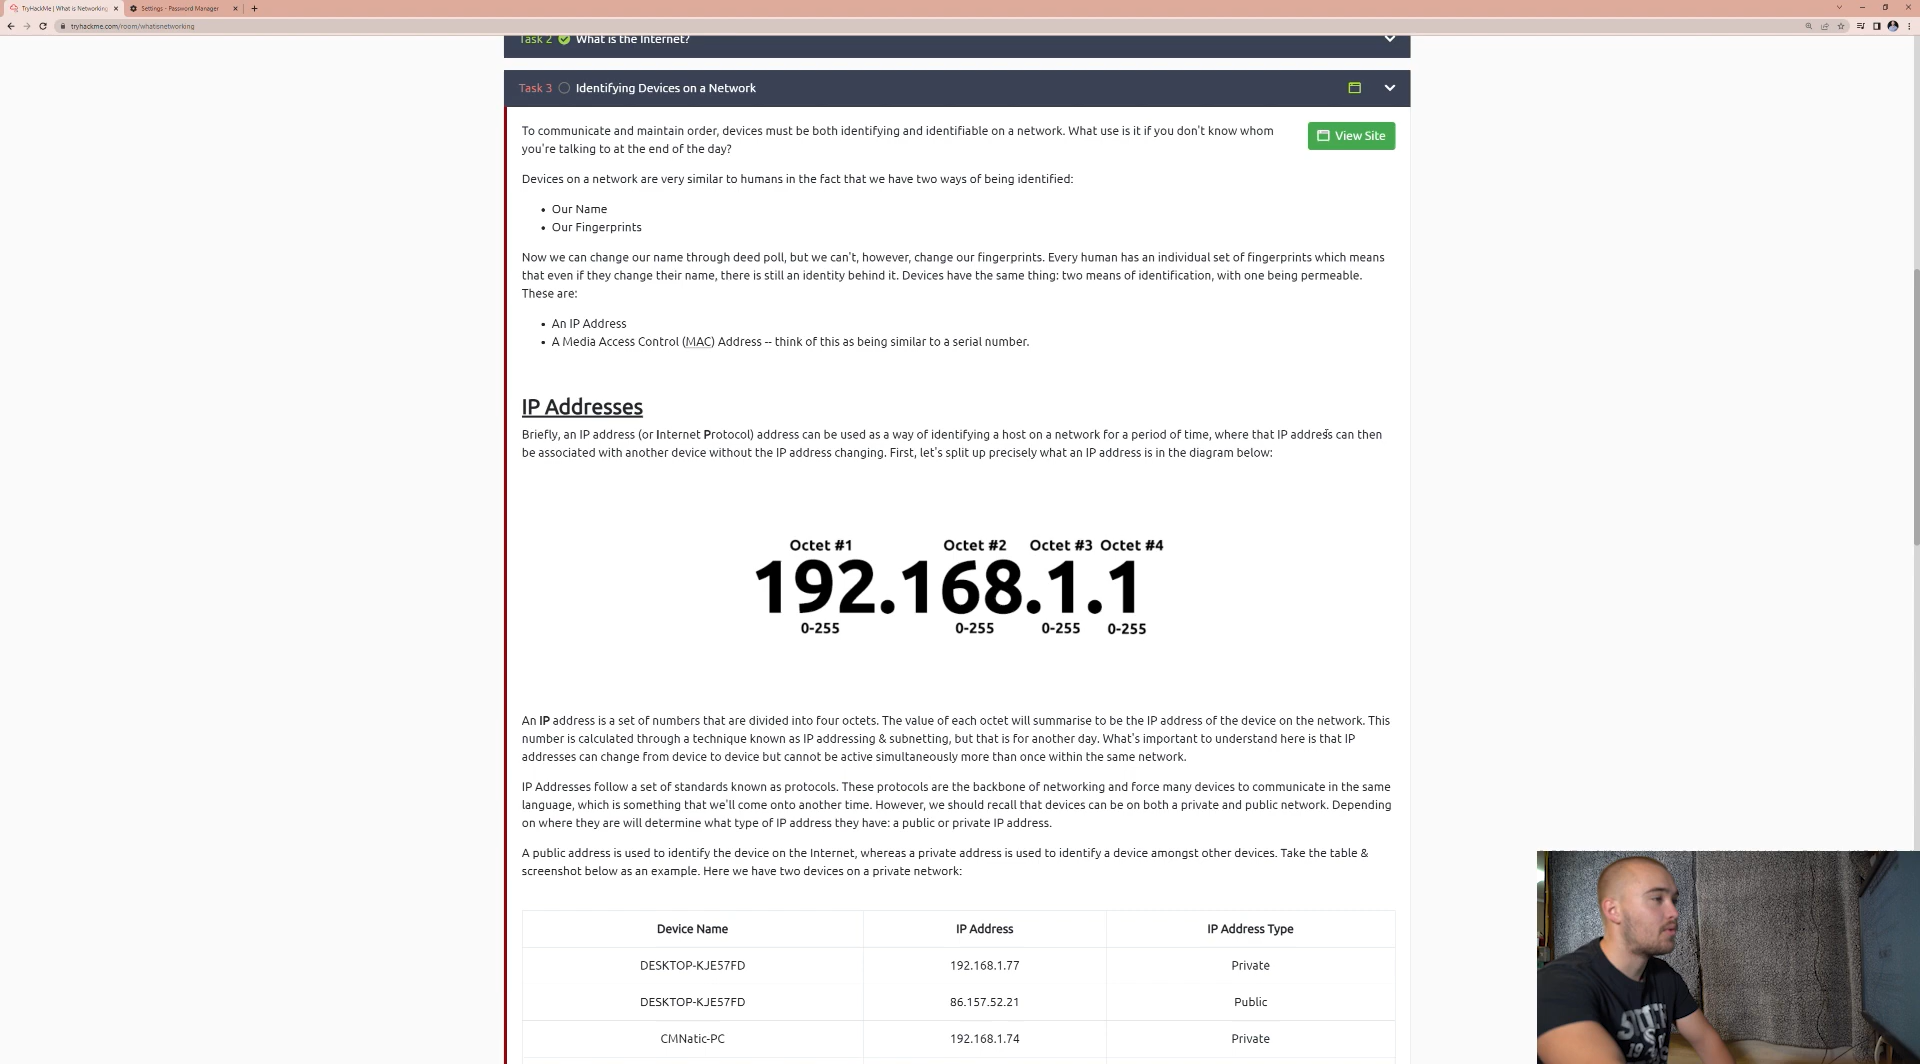 TryHackMe | What is Networking
Settings - Password Manager
tryhackme.com/room/whatisnetworking
Task 2 What is the Internet?
Task 3 Identifying Devices on a Network
To communicate and maintain order, devices must be both identifying and identifiable on a network. What use is it if you don't know whom
you're talking to at the end of the day?
View Site
Devices on a network are very similar to humans in the fact that we have two ways of being identified:
• Our Name
• Our Fingerprints
Now we can change our name through deed poll, but we can't, however, change our fingerprints. Every human has an individual set of fingerprints which means
that even if they change their name, there is still an identity behind it. Devices have the same thing: two means of identification, with one being permeable.
These are:
• An IP Address
• A Media Access Control (MAC) Address -- think of this as being similar to a serial number.
IP Addresses
Briefly, an IP address (or Internet Protocol) address can be used as a way of identifying a host on a network for a period of time, where that IP address can then
be associated with another device without the IP address changing. First, let's split up precisely what an IP address is in the diagram below:
Octet #1 Octet #2 Octet #3 Octet #4
192.168.1.1
0-255 0-255 0-255 0-255
An IP address is a set of numbers that are divided into four octets. The value of each octet will summarise to be the IP address of the device on the network. This
number is calculated through a technique known as IP addressing & subnetting, but that is for another day. What's important to understand here is that IP
addresses can change from device to device but cannot be active simultaneously more than once within the same network.
IP Addresses follow a set of standards known as protocols. These protocols are the backbone of networking and force many devices to communicate in the same
language, which is something that we'll come onto another time. However, we should recall that devices can be on both a private and public network. Depending
on where they are will determine what type of IP address they have: a public or private IP address.
A public address is used to identify the device on the Internet, whereas a private address is used to identify a device amongst other devices. Take the table &
screenshot below as an example. Here we have two devices on a private network:
Device Name IP Address IP Address Type
DESKTOP-KJE57FD 192.168.1.77 Private
DESKTOP-KJE57FD 86.157.52.21 Public
CMNatic-PC 192.168.1.74 Private